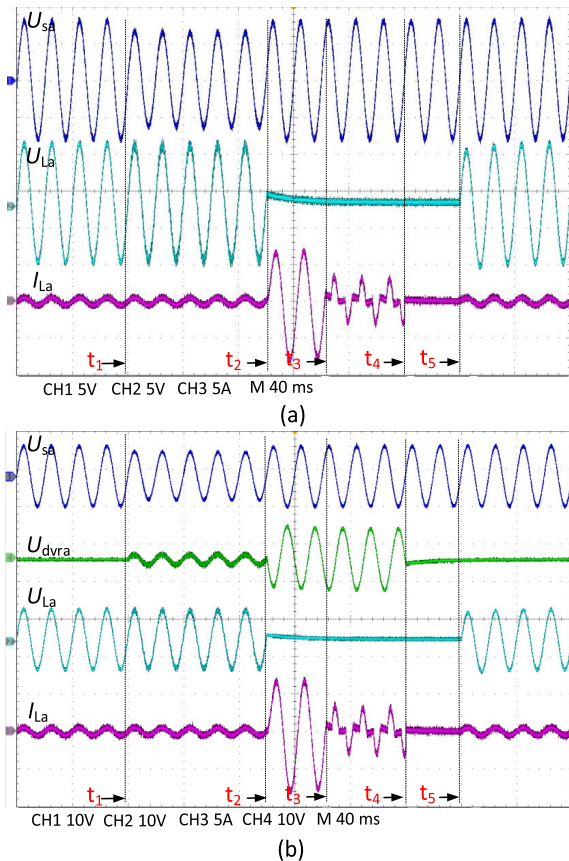 Usa
ULa
ILa
t1 t2 t3 t4 t5
CH1 5V CH2 5V CH3 5A M 40 ms
(a)
Usa
Udvra
ULa
ILa
t1 t2 t3 t4 t5
CH1 10V CH2 10V CH3 5A CH4 10V M 40 ms
(b)